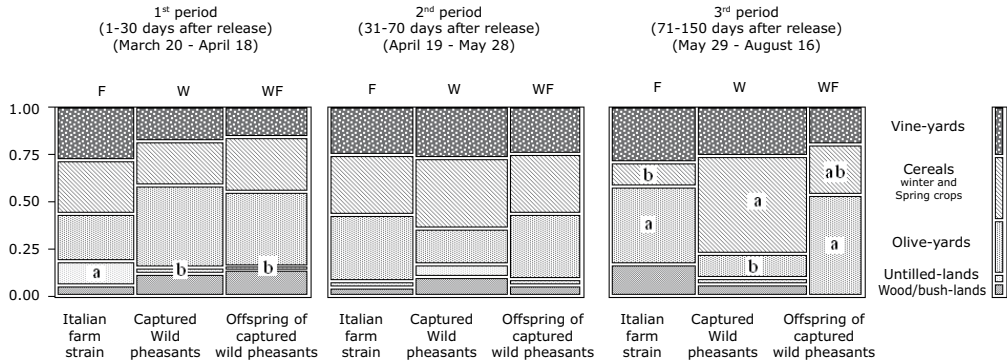 1st period
(1-30 days after release)
(March 20 - April 18)
2nd period
(31-70 days after release)
(April 19 - May 28)
3rd period
(71-150 days after release)
(May 29 - August 16)
F W WF
F W WF
F W WF
1.00
0.75
0.50
0.25
0.00
a b b
b a ab
a b a
Vine-yards
Cereals
winter and
Spring crops
Olive-yards
Untilled-lands
Wood/bush-lands
Italian
farm
strain
Captured
Wild
pheasants
Offspring of
captured
wild pheasants
Italian
farm
strain
Captured
Wild
pheasants
Offspring of
captured
wild pheasants
Italian
farm
strain
Captured
Wild
pheasants
Offspring of
captured
wild pheasants